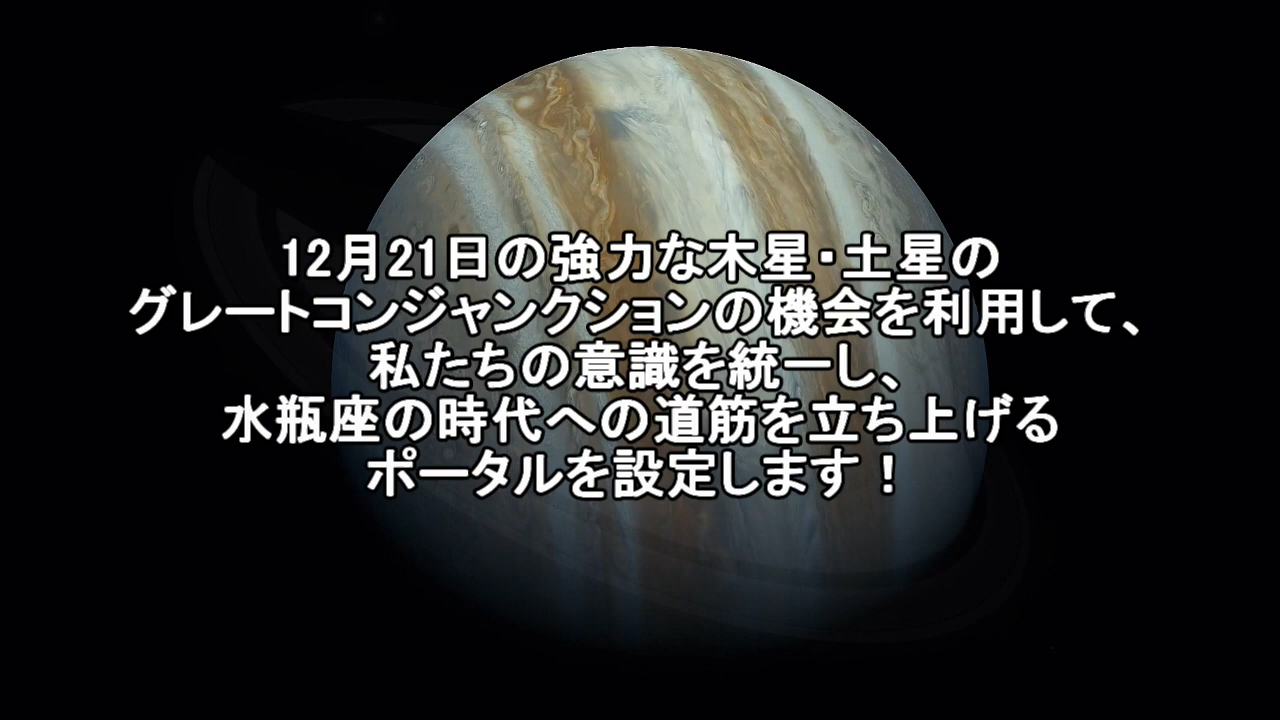 12月21日の強力な木星・土星の
グレートコンジャンクションの機会を利用して、
私たちの意識を統一し、
水瓶座の時代への道筋を立ち上げる
ポータルを設定します！